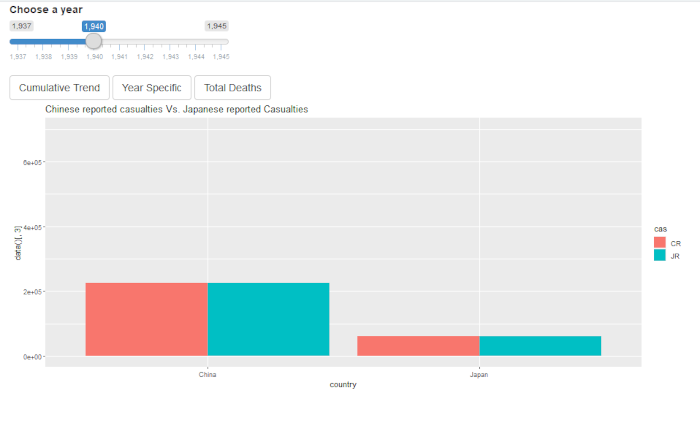 Choose a year
1,937 1,940 1,945
1,937 1,938 1,939 1,940 1,941 1,942 1,943 1,944 1,945
Cumulative Trend Year Specific Total Deaths
Chinese reported casualties Vs. Japanese reported Casualties
6e+05
4e+05
2e+05
0e+00
data()[, 3]
China Japan
country
cas
CR
JR